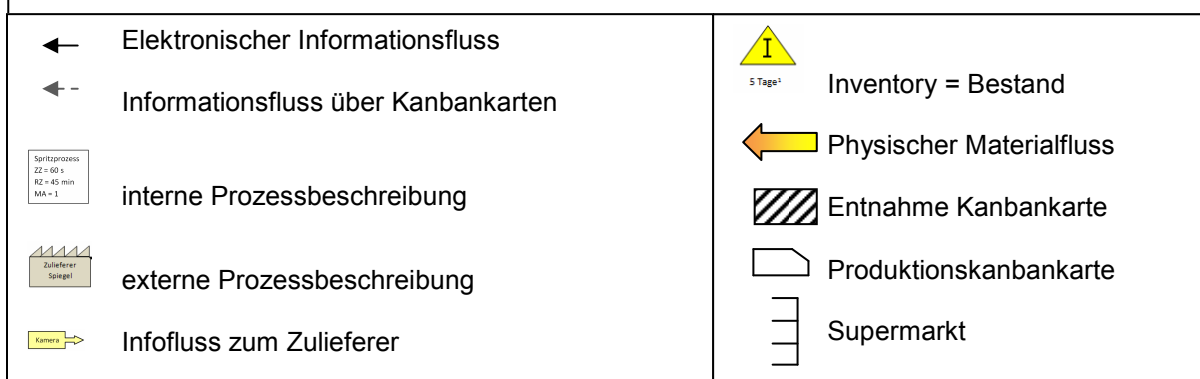 Elektronischer Informationsfluss
Informationsfluss über Kanbankarten
Spritzprozess
ZZ = 60 s
RZ = 45 min
MA = 1
interne Prozessbeschreibung
Zulieferer
Spiegel
externe Prozessbeschreibung
Kamera
Infofluss zum Zulieferer
I
5 Tage¹
Inventory = Bestand
Physischer Materialfluss
Entnahme Kanbankarte
Produktionskanbankarte
Supermarkt